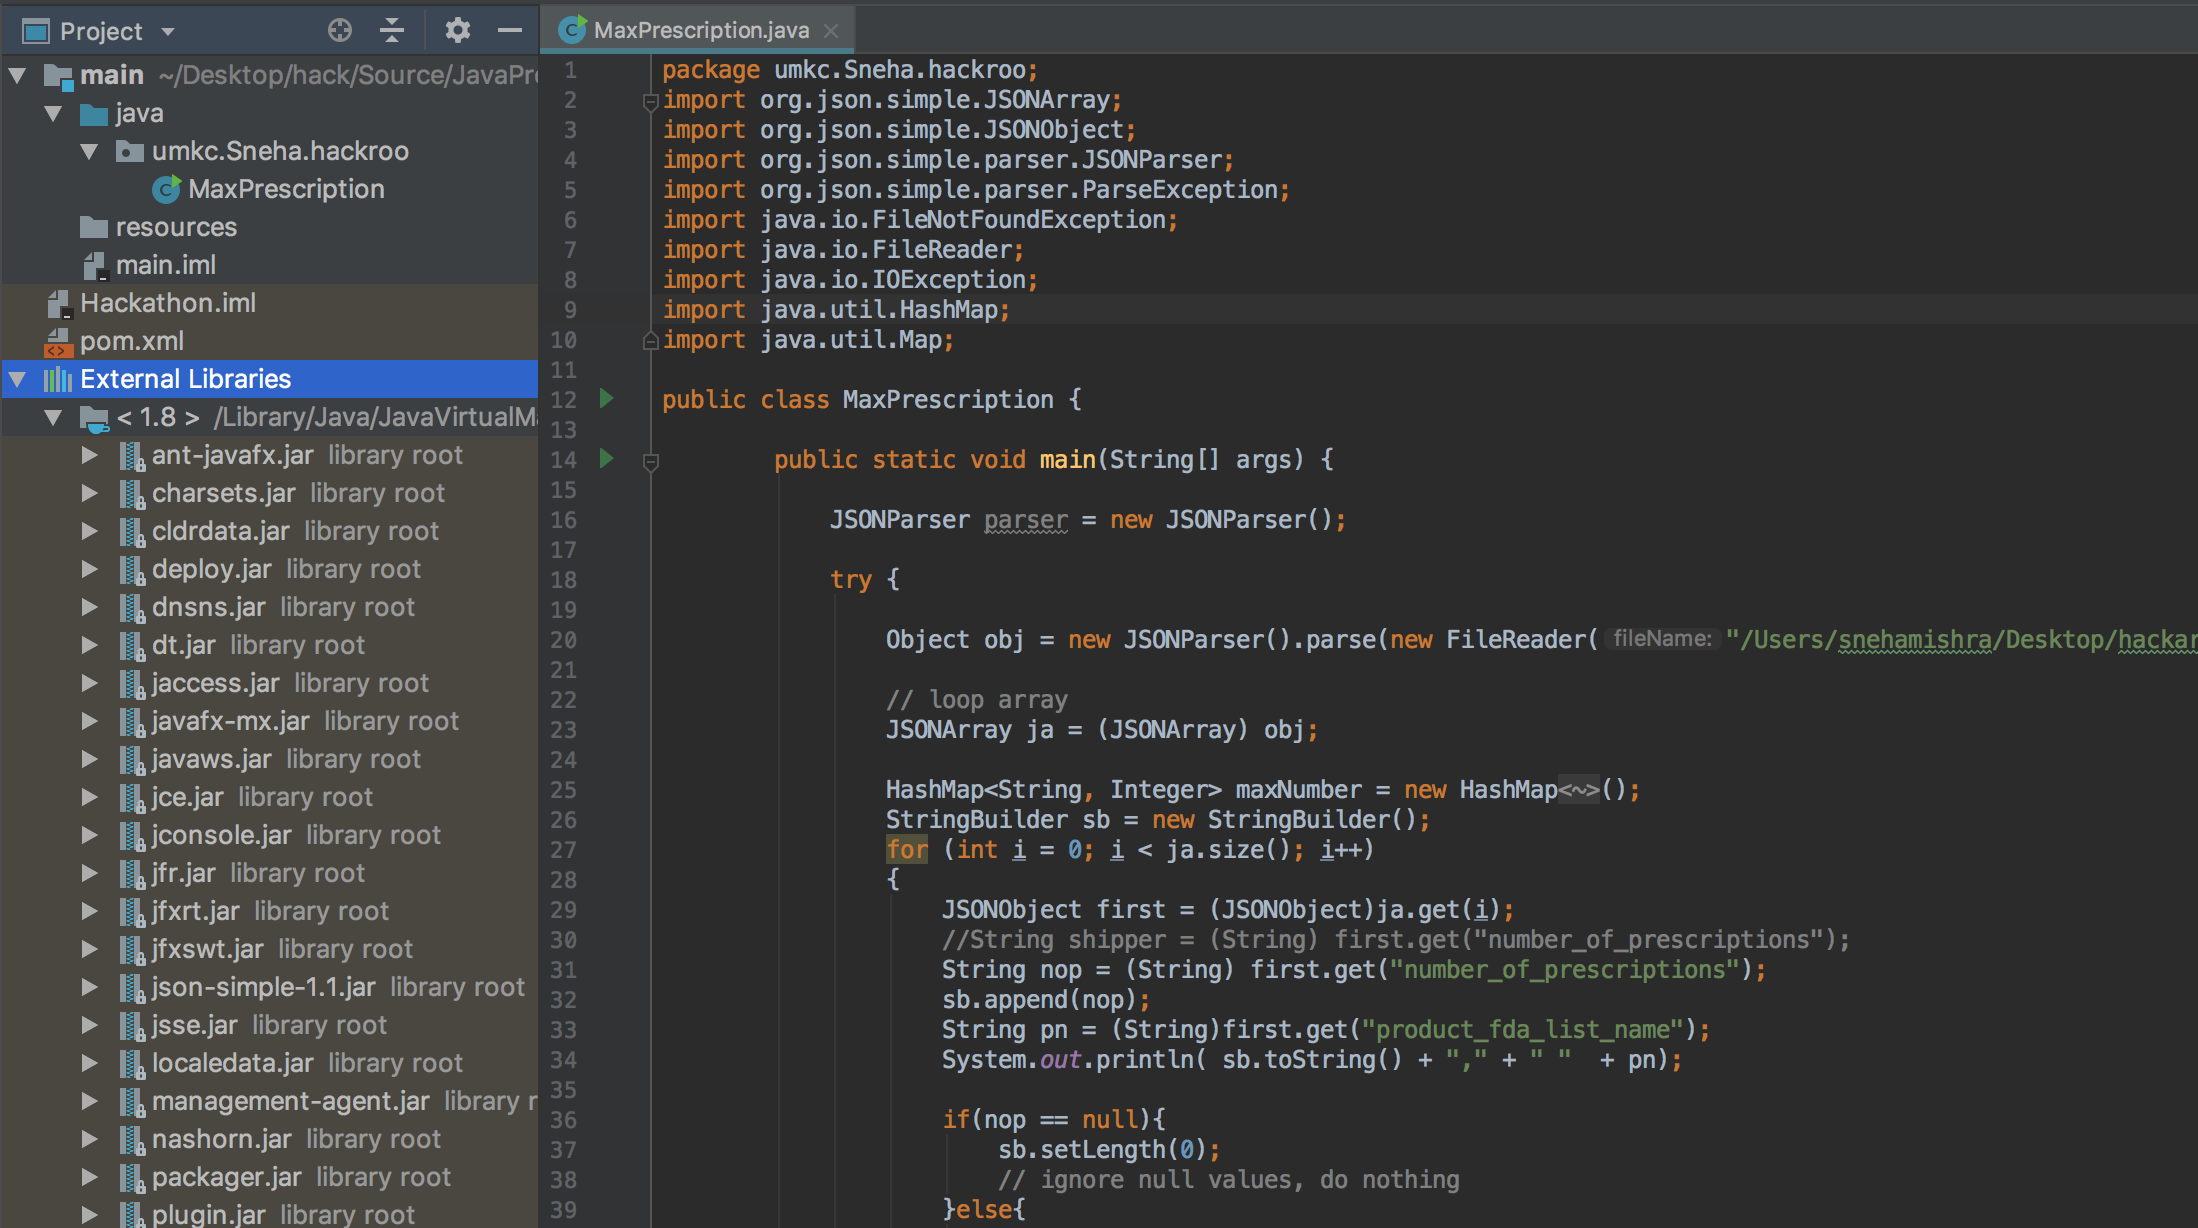 Project
main ~/Desktop/hack/Source/JavaPr
java
umkc.Sneha.hackroo
MaxPrescription
resources
main.iml
Hackathon.iml
pom.xml
External Libraries
< 1.8 > /Library/Java/JavaVirtualMa
ant-javafx.jar library root
charsets.jar library root
cldrdata.jar library root
deploy.jar library root
dnsns.jar library root
dt.jar library root
jaccess.jar library root
javafx-mx.jar library root
javaws.jar library root
jce.jar library root
jconsole.jar library root
jfr.jar library root
jfxrt.jar library root
jfxswt.jar library root
json-simple-1.1.jar library root
jsse.jar library root
localedata.jar library root
management-agent.jar library r
nashorn.jar library root
packager.jar library root
plugin.jar library root
MaxPrescription.java
1 package umkc.Sneha.hackroo;
2 import org.json.simple.JSONArray;
3 import org.json.simple.JSONObject;
4 import org.json.simple.parser.JSONParser;
5 import org.json.simple.parser.ParseException;
6 import java.io.FileNotFoundException;
7 import java.io.FileReader;
8 import java.io.IOException;
9 import java.util.HashMap;
10 import java.util.Map;
11
12 public class MaxPrescription {
13
14 public static void main(String[] args) {
15
16 JSONParser parser = new JSONParser();
17
18 try {
19
20 Object obj = new JSONParser().parse(new FileReader( fileName: "/Users/snehamishra/Desktop/hackar
21
22 // loop array
23 JSONArray ja = (JSONArray) obj;
24
25 HashMap<String, Integer> maxNumber = new HashMap<~>();
26 StringBuilder sb = new StringBuilder();
27 for (int i = 0; i < ja.size(); i++)
28 {
29 JSONObject first = (JSONObject)ja.get(i);
30 //String shipper = (String) first.get("number_of_prescriptions");
31 String nop = (String) first.get("number_of_prescriptions");
32 sb.append(nop);
33 String pn = (String)first.get("product_fda_list_name");
34 System.out.println( sb.toString() + "," + " " + pn);
35
36 if(nop == null){
37 sb.setLength(0);
38 // ignore null values, do nothing
39 }else{